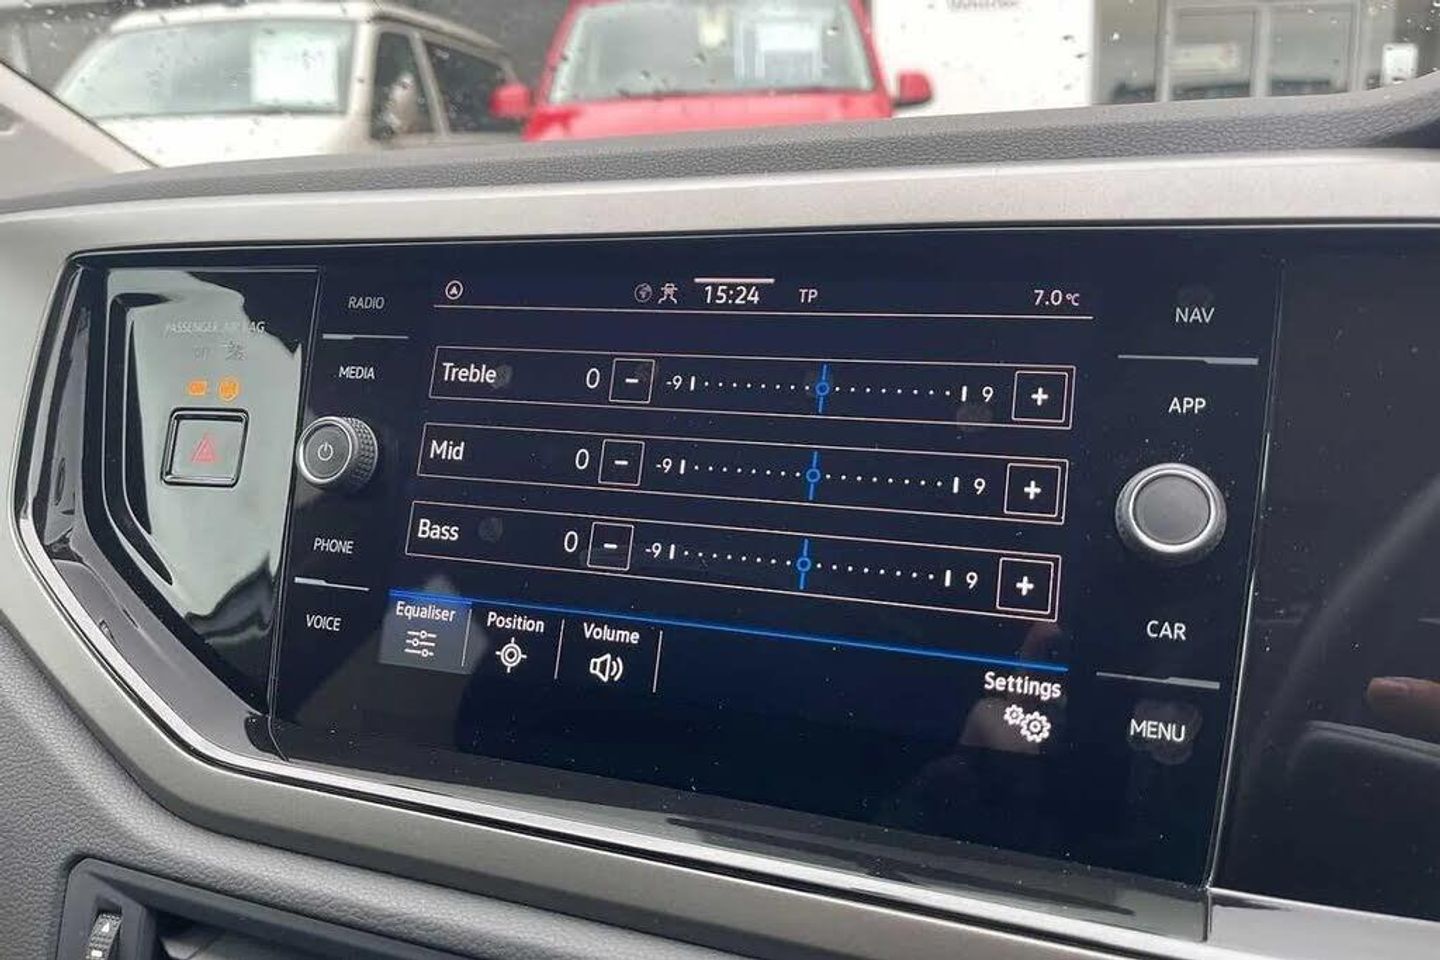 PASSENGER AIR BAG
RADIO
MEDIA
PHONE
VOICE
15:24 TP 7.0 °C
Treble 0 - -9 9 +
Mid 0 - -9 9 +
Bass 0 - -9 9 +
Equaliser Position Volume
Settings
NAV
APP
CAR
MENU